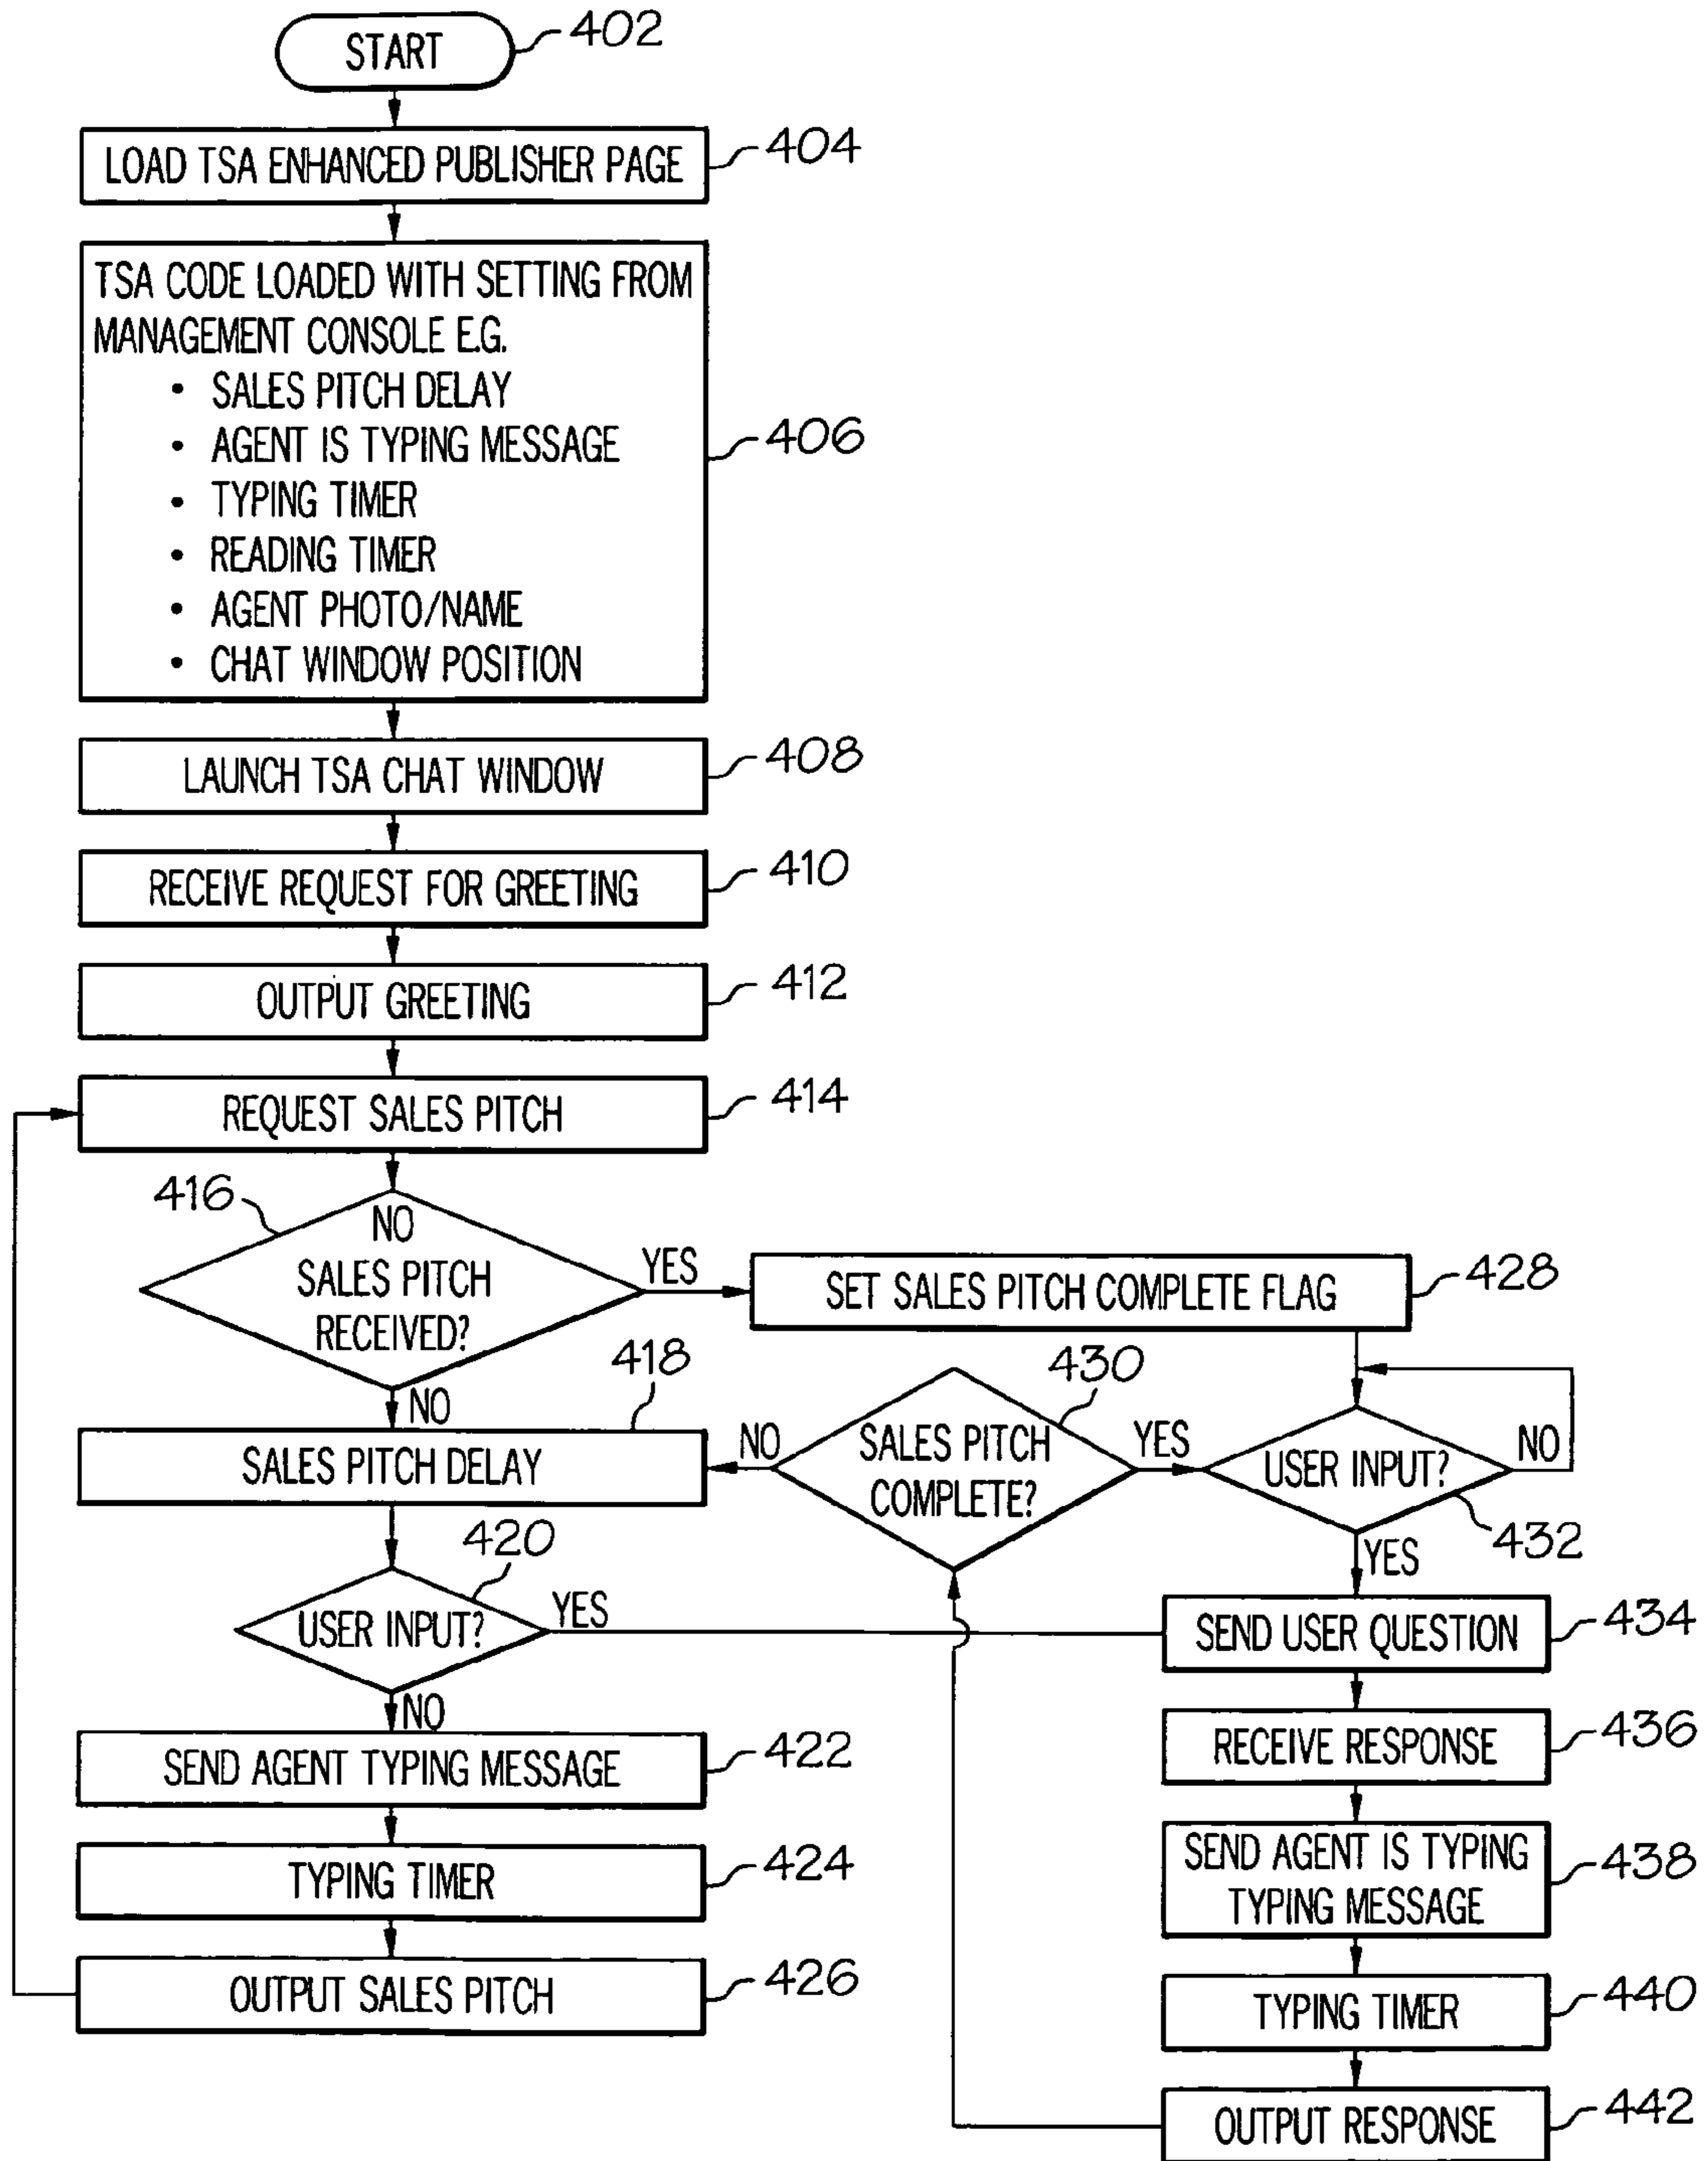 START
402
LOAD TSA ENHANCED PUBLISHER PAGE
404
TSA CODE LOADED WITH SETTING FROM
MANAGEMENT CONSOLE E.G.
• SALES PITCH DELAY
• AGENT IS TYPING MESSAGE
• TYPING TIMER
• READING TIMER
• AGENT PHOTO/NAME
• CHAT WINDOW POSITION
406
LAUNCH TSA CHAT WINDOW
408
RECEIVE REQUEST FOR GREETING
410
OUTPUT GREETING
412
REQUEST SALES PITCH
414
416
NO
SALES PITCH
RECEIVED?
YES
NO
SET SALES PITCH COMPLETE FLAG
428
418
SALES PITCH DELAY
430
NO
SALES PITCH
COMPLETE?
YES
USER INPUT?
NO
432
YES
420
USER INPUT?
YES
NO
SEND AGENT TYPING MESSAGE
422
TYPING TIMER
424
OUTPUT SALES PITCH
426
SEND USER QUESTION
434
RECEIVE RESPONSE
436
SEND AGENT IS TYPING
TYPING MESSAGE
438
TYPING TIMER
440
OUTPUT RESPONSE
442